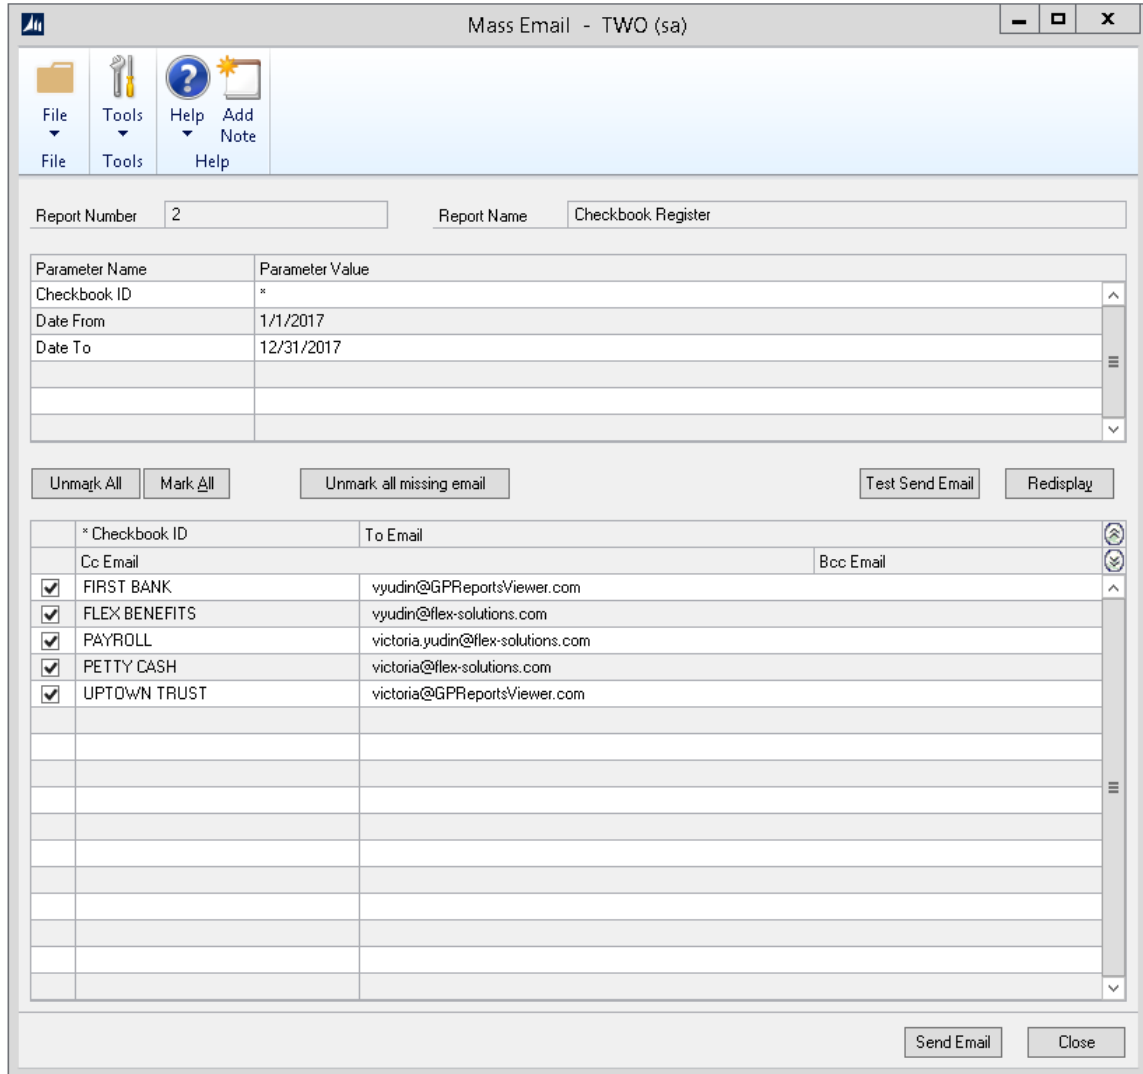 Mass Email - TWO (sa)
File
Tools
Help
Add Note
File
Tools
Help
Report Number 2 Report Name Checkbook Register
Parameter Name Parameter Value
Checkbook ID *
Date From 1/1/2017
Date To 12/31/2017
Unmark All Mark All Unmark all missing email Test Send Email Redisplay
* Checkbook ID To Email
Cc Email Bcc Email
FIRST BANK vyudin@GPReportsViewer.com
FLEX BENEFITS vyudin@flex-solutions.com
PAYROLL victoria.yudin@flex-solutions.com
PETTY CASH victoria@flex-solutions.com
UPTOWN TRUST victoria@GPReportsViewer.com
Send Email Close